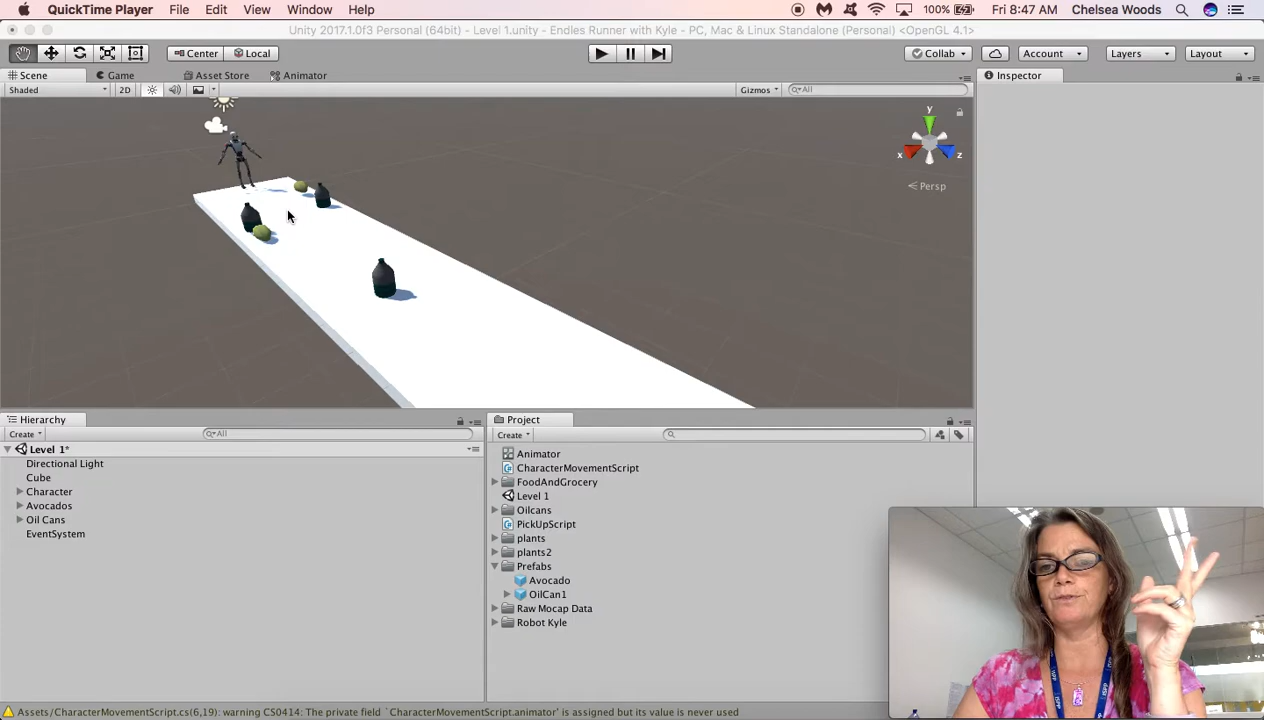 QuickTime Player File Edit View Window Help 100% Fri 8:47 AM Chelsea Woods
Unity 2017.1.0f3 Personal (64bit) - Level 1.unity - Endles Runner with Kyle - PC, Mac & Linux Standalone (Personal) <OpenGL 4.1>
Center Local Collab Account Layers Layout
Scene Game Asset Store Animator Inspector
Shaded 2D Gizmos All
y
x z
Persp
Hierarchy Project
Create All Create
Level 1*
Directional Light
Cube
Character
Avocados
Oil Cans
EventSystem
Animator
CharacterMovementScript
FoodAndGrocery
Level 1
Oilcans
PickUpScript
plants
plants2
Prefabs
Avocado
OilCan1
Raw Mocap Data
Robot Kyle
Assets/CharacterMovementScript.cs(6,19): warning CS0414: The private field `CharacterMovementScript.animator' is assigned but its value is never used